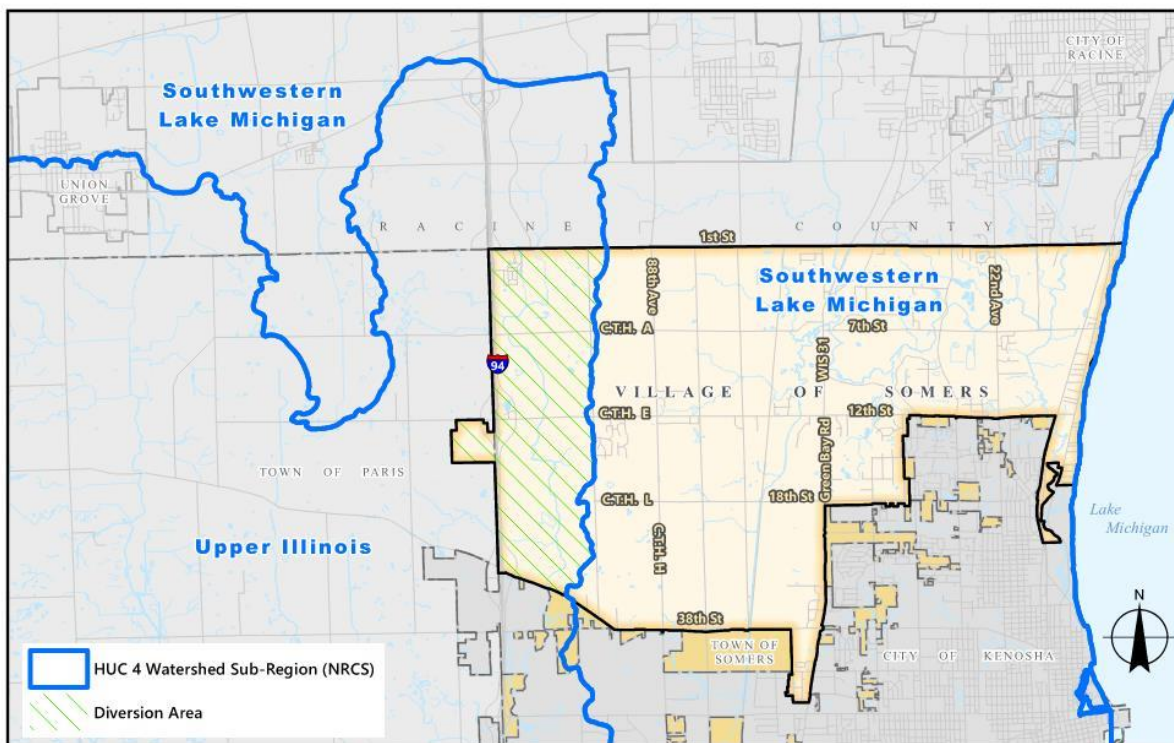 CITY OF
RACINE
Southwestern
Lake Michigan
UNION
GROVE
RACINE COUNTY
1st St
88th Ave
Southwestern
Lake Michigan
22nd Ave
C.T.H. A
7th St
WIS 31
94
VILLAGE OF SOMERS
C.T.H. E
12th St
Green Bay Rd
TOWN OF PARIS
C.T.H. L
18th St
Lake
Michigan
Upper Illinois
C.T.H. H
N
38th St
TOWN OF
SOMERS
CITY OF KENOSHA
HUC 4 Watershed Sub-Region (NRCS)
Diversion Area